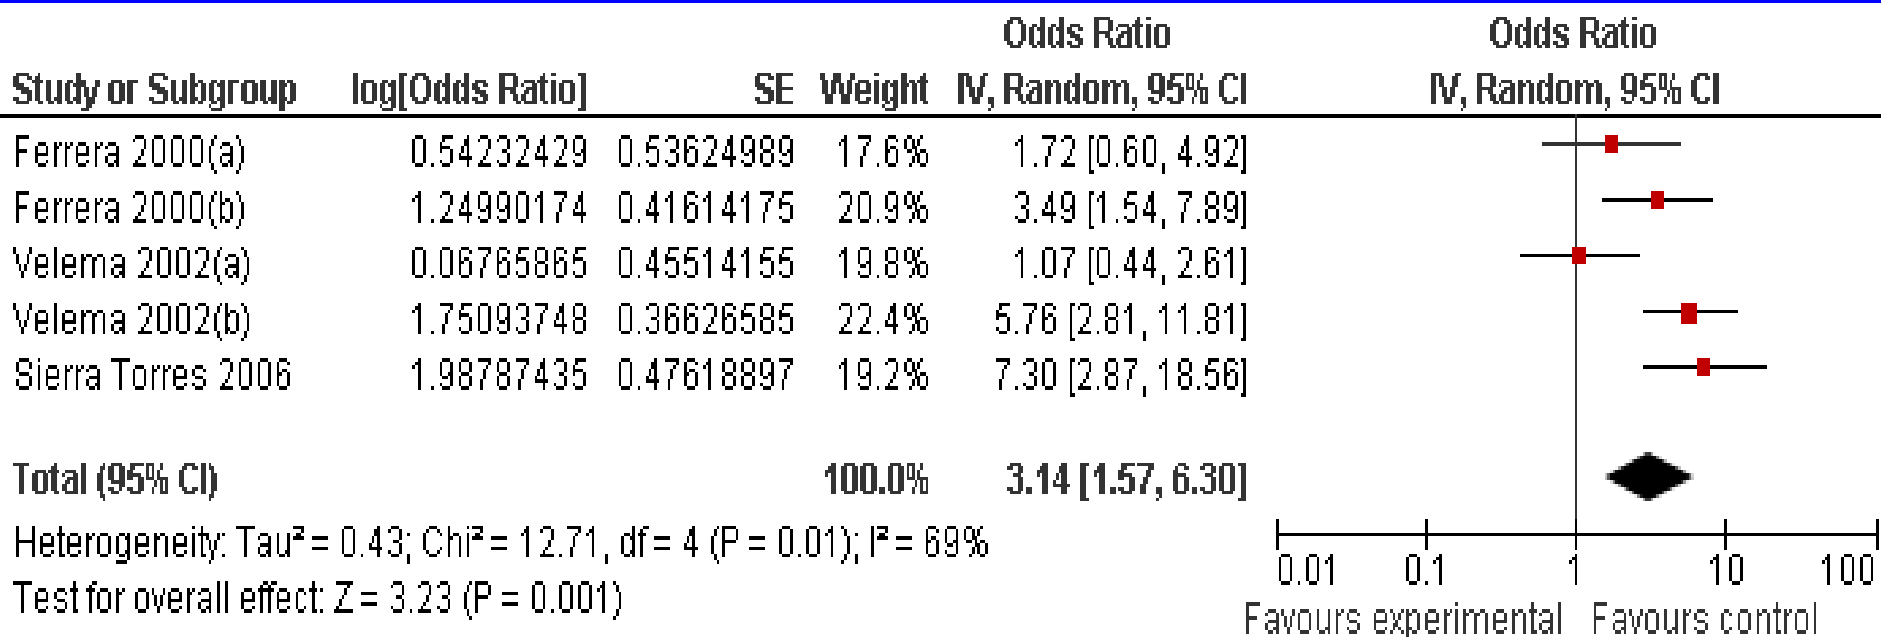 Odds Ratio Odds Ratio
Study or Subgroup log[Odds Ratio] SE Weight IV, Random, 95% CI IV, Random, 95% CI
Ferrera 2000(a) 0.54232429 0.53624989 17.6% 1.72 [0.60, 4.92]
Ferrera 2000(b) 1.24990174 0.41614175 20.9% 3.49 [1.54, 7.89]
Velema 2002(a) 0.06765865 0.45514155 19.8% 1.07 [0.44, 2.61]
Velema 2002(b) 1.75093748 0.36626585 22.4% 5.76 [2.81, 11.81]
Sierra Torres 2006 1.98787435 0.47618897 19.2% 7.30 [2.87, 18.56]
Total (95% CI) 100.0% 3.14 [1.57, 6.30]
Heterogeneity: Tau² = 0.43; Chi² = 12.71, df = 4 (P = 0.01); I² = 69%
Test for overall effect: Z = 3.23 (P = 0.001)
0.01 0.1 1 10 100
Favours experimental Favours control